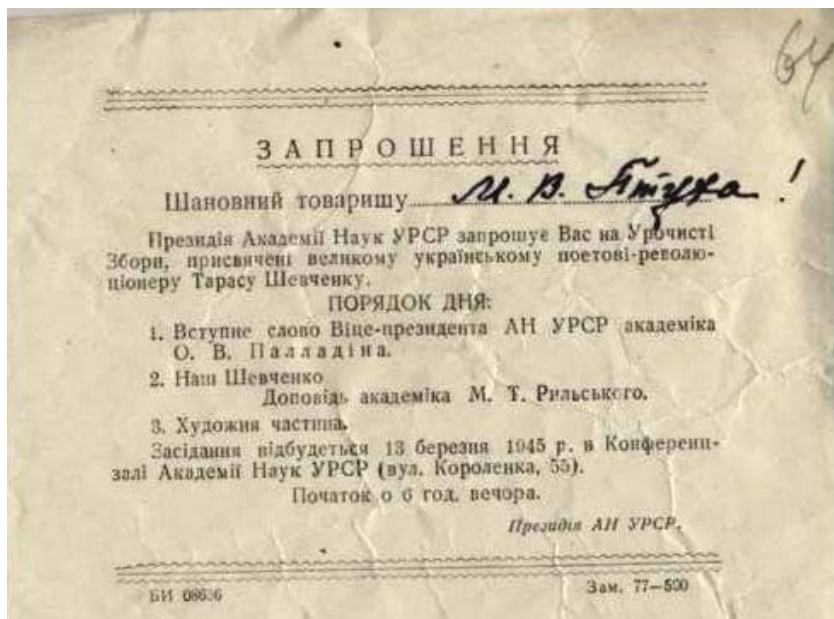 64
ЗАПРОШЕННЯ
Шановний товаришу М. В. Птуха!
Президія Академії Наук УРСР запрошує Вас на Урочисті
Збори, присвячені великому українському поетові-револю-
ціонеру Тарасу Шевченку.
ПОРЯДОК ДНЯ:
1. Вступне слово Віце-президента АН УРСР академіка
О. В. Палладіна.
2. Наш Шевченко
Доповідь академіка М. Т. Рильського.
3. Художня частина.
Засідання відбудеться 13 березня 1945 р. в Конференц-
залі Академії Наук УРСР (вул. Короленка, 55).
Початок о 6 год. вечора.
Президія АН УРСР.
БИ 08636
Зам. 77—500